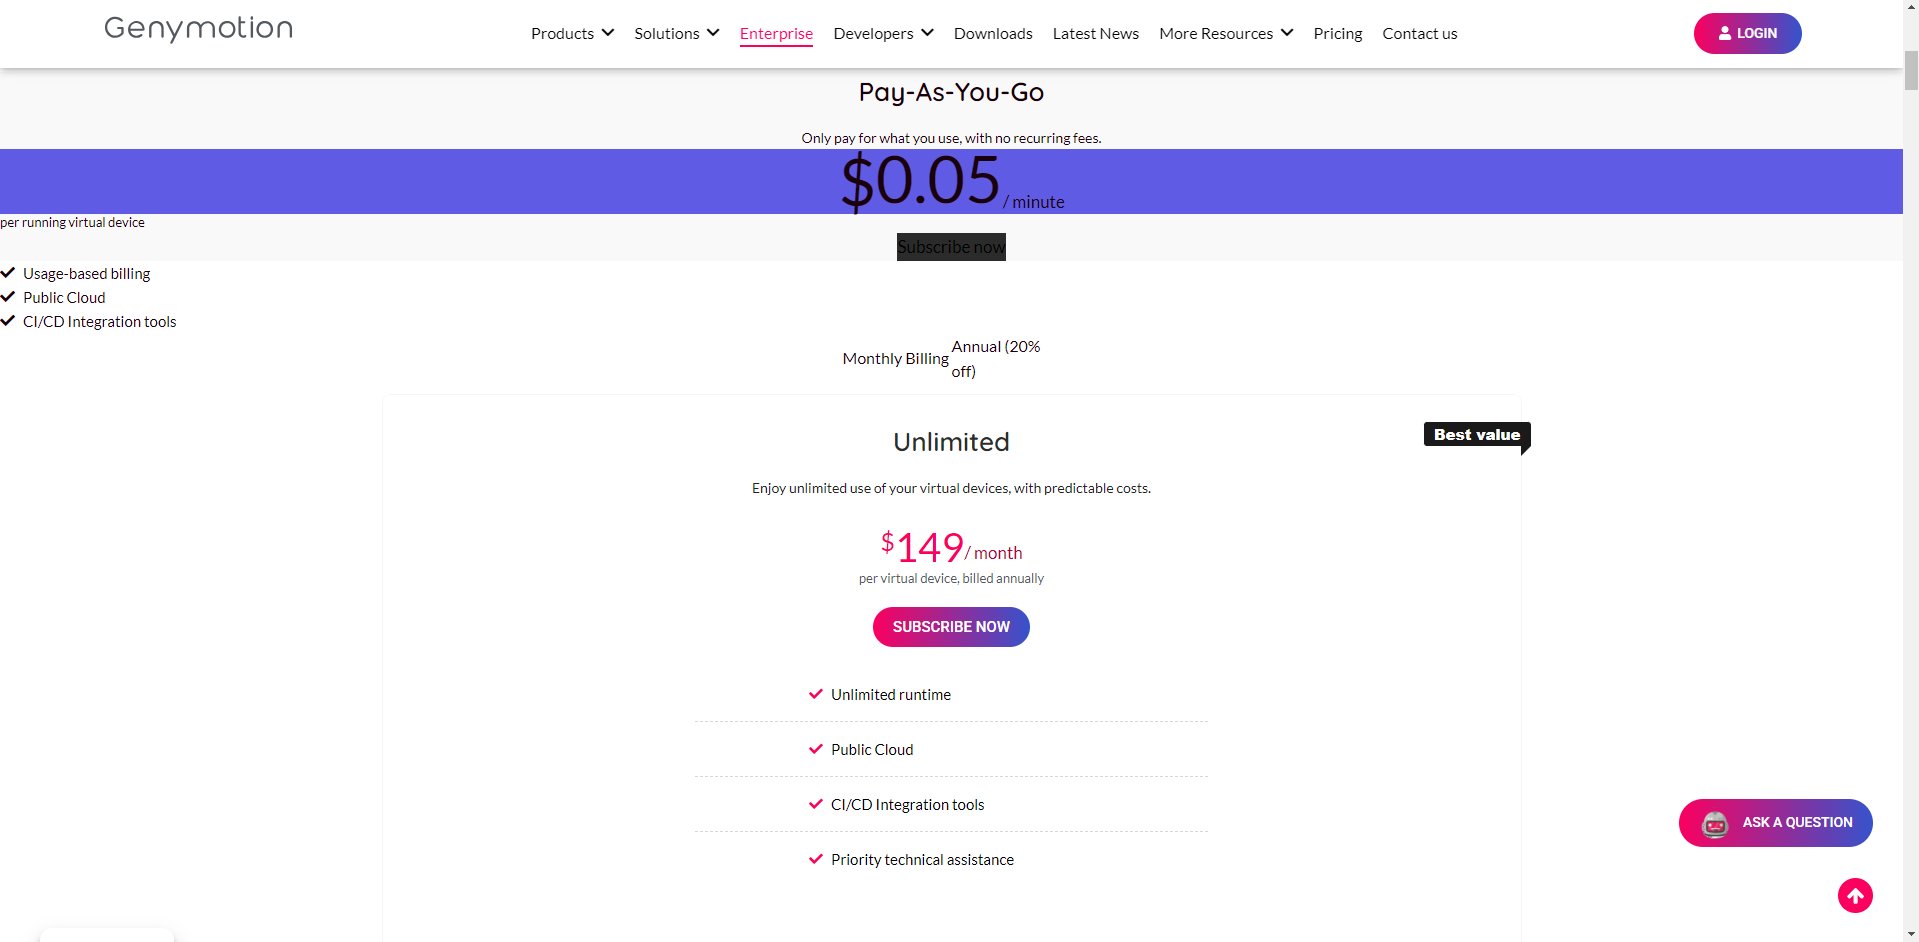 Genymotion
Products Solutions Enterprise Developers Downloads Latest News More Resources Pricing Contact us LOGIN
Pay-As-You-Go
Only pay for what you use, with no recurring fees.
$0.05 / minute
per running virtual device
Subscribe now
Usage-based billing
Public Cloud
CI/CD Integration tools
Monthly Billing Annual (20%
off)
Best value
Unlimited
Enjoy unlimited use of your virtual devices, with predictable costs.
$149 / month
per virtual device, billed annually
SUBSCRIBE NOW
Unlimited runtime
Public Cloud
CI/CD Integration tools
Priority technical assistance
ASK A QUESTION